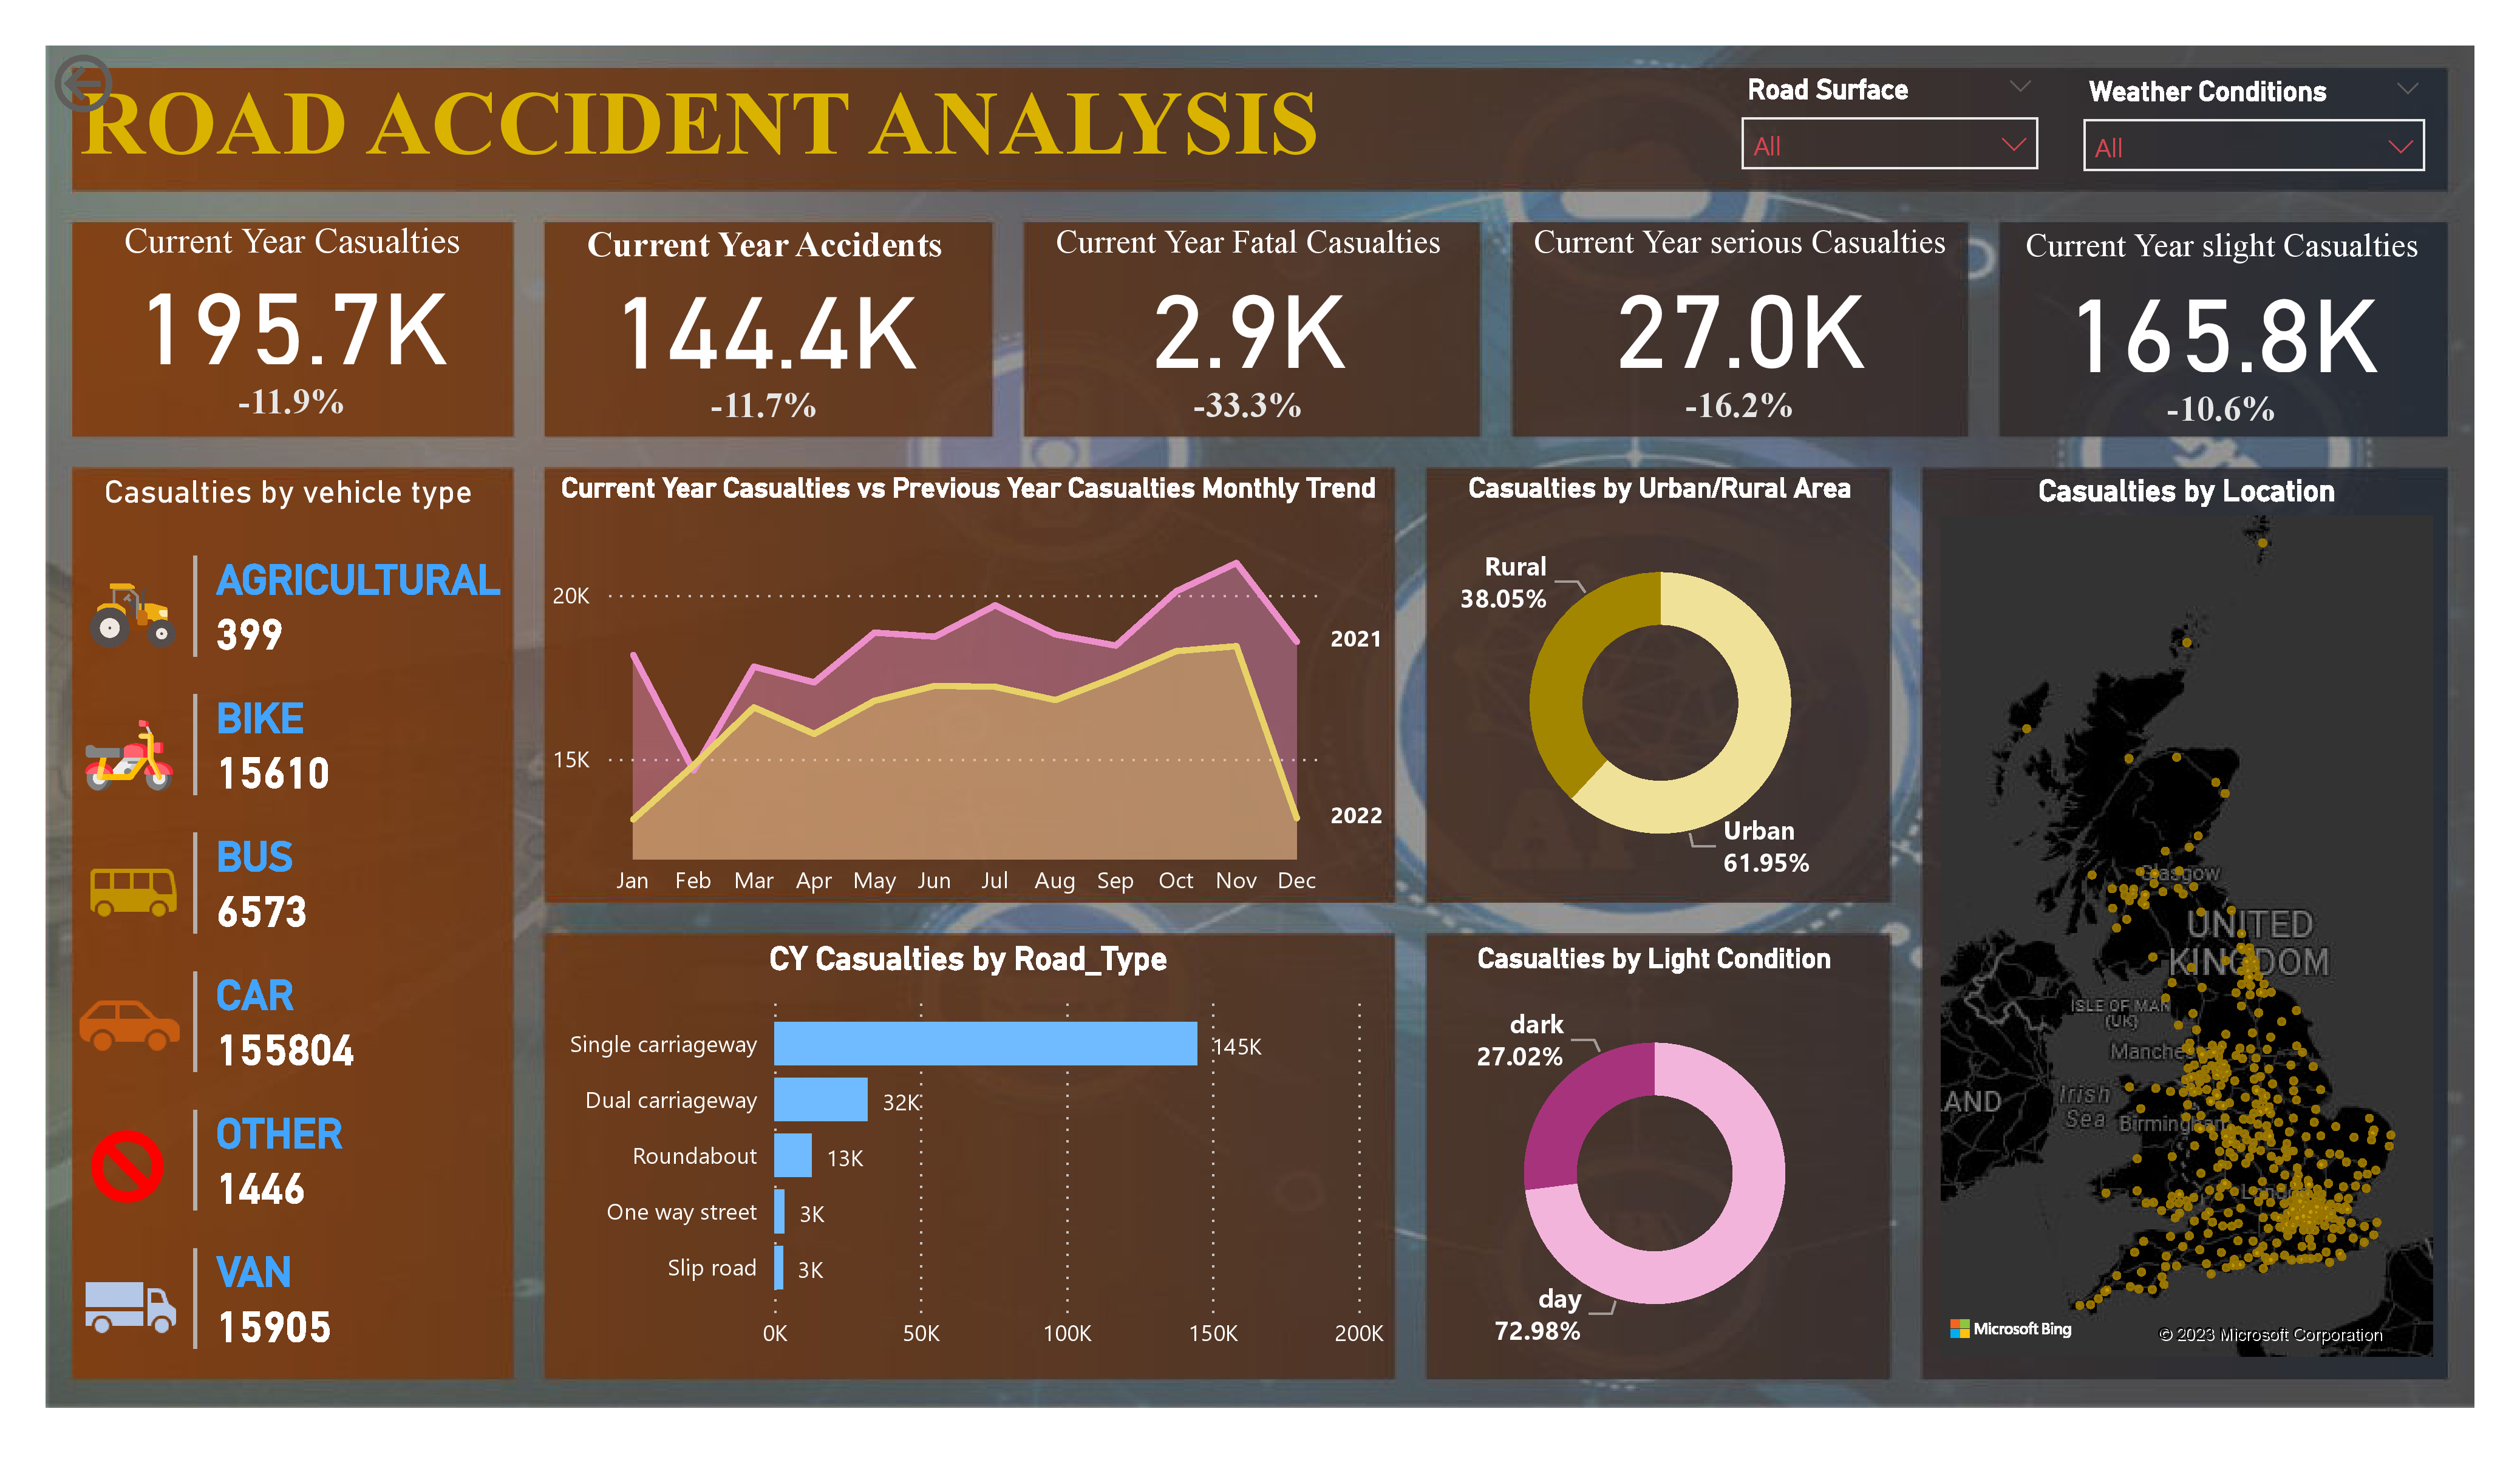 ROAD ACCIDENT ANALYSIS
Road Surface
All
Weather Conditions
All
Current Year Casualties
195.7K
-11.9%
Current Year Accidents
144.4K
-11.7%
Current Year Fatal Casualties
2.9K
-33.3%
Current Year serious Casualties
27.0K
-16.2%
Current Year slight Casualties
165.8K
-10.6%
Casualties by vehicle type
AGRICULTURAL
399
BIKE
15610
BUS
6573
CAR
155804
OTHER
1446
VAN
15905
Current Year Casualties vs Previous Year Casualties Monthly Trend
20K
15K
2021
2022
Jan Feb Mar Apr May Jun Jul Aug Sep Oct Nov Dec
CY Casualties by Road_Type
Single carriageway 145K
Dual carriageway 32K
Roundabout 13K
One way street 3K
Slip road 3K
0K 50K 100K 150K 200K
Casualties by Urban/Rural Area
Rural
38.05%
Urban
61.95%
Casualties by Light Condition
dark
27.02%
day
72.98%
Casualties by Location
Glasgow
UNITED
KINGDOM
ISLE OF MAN
(UK)
Manche
Irish
Sea
AND
Birmingham
London
Microsoft Bing
© 2023 Microsoft Corporation